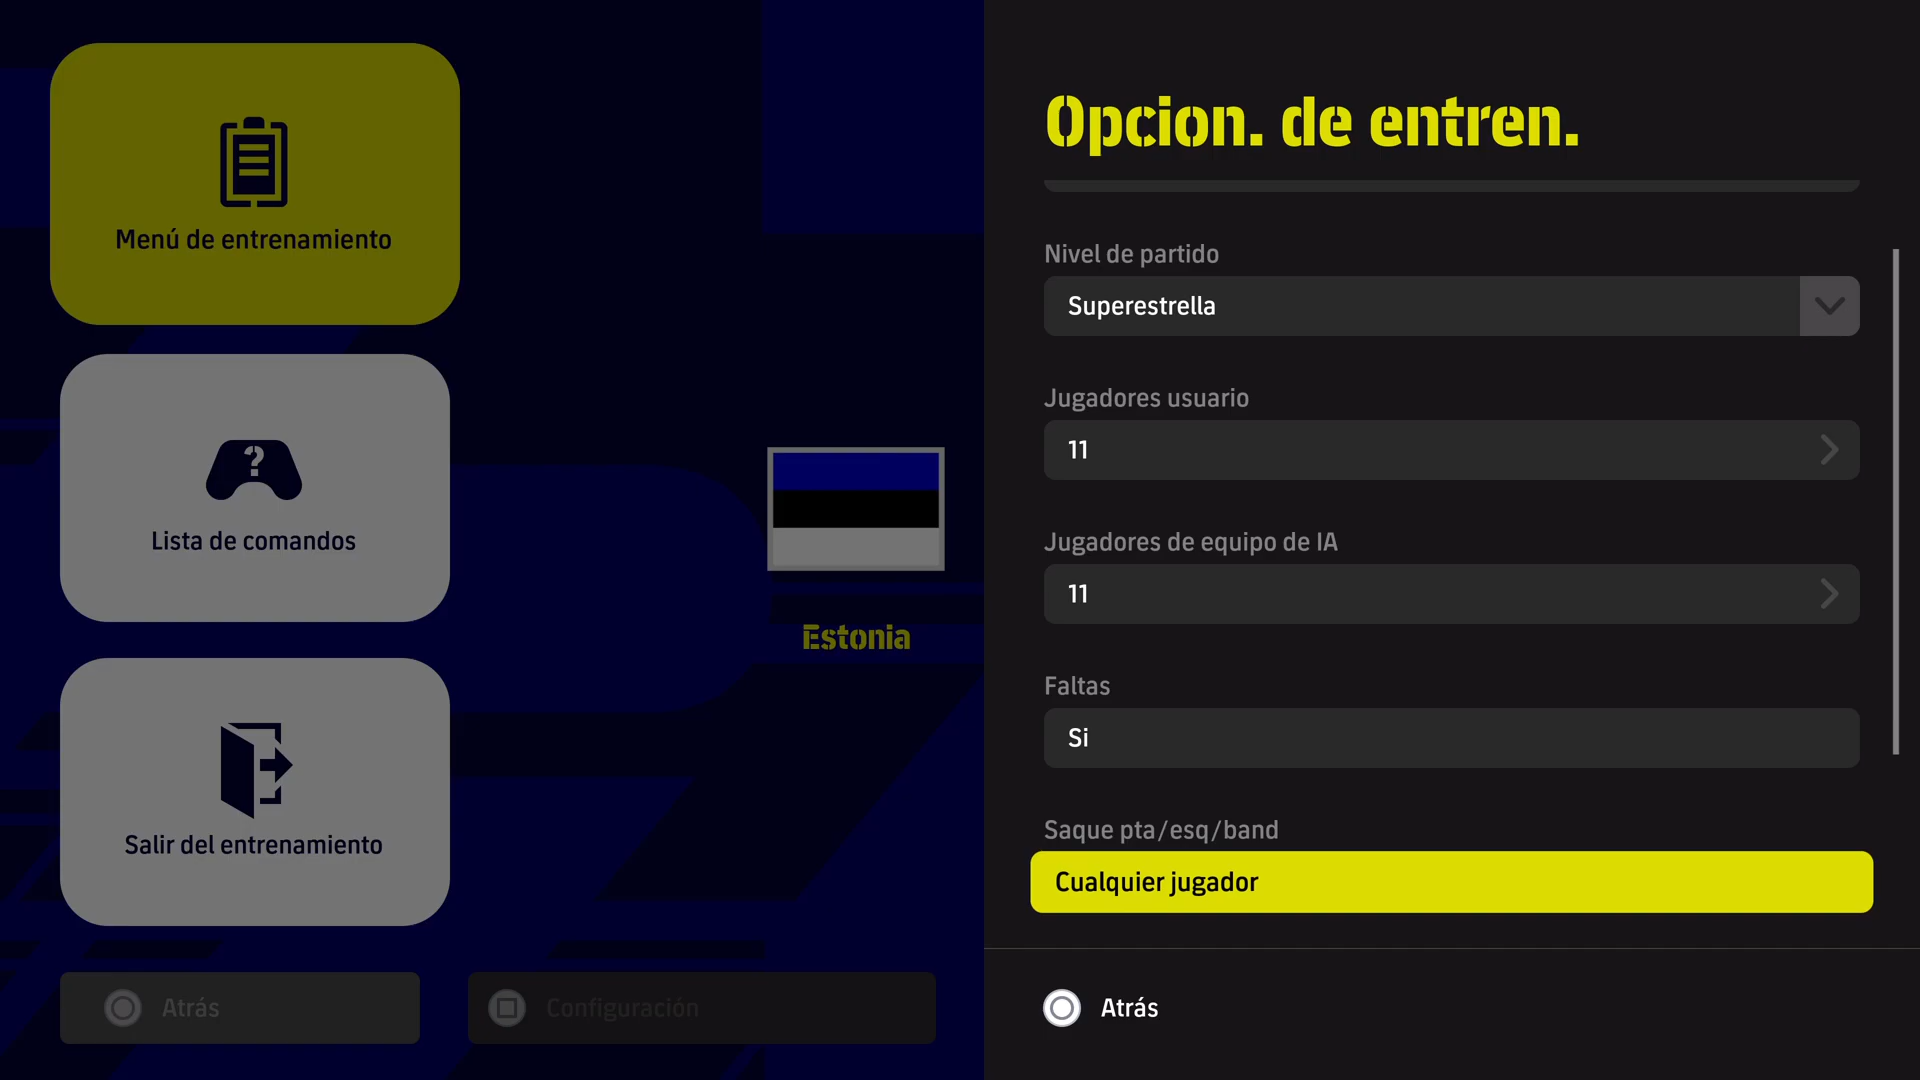 Menú de entrenamiento
?
Lista de comandos
Salir del entrenamiento
Atrás
Configuración
Estonia
Opcion. de entren.
Nivel de partido
Superestrella
Jugadores usuario
11
Jugadores de equipo de IA
11
Faltas
Si
Saque pta/esq/band
Cualquier jugador
Atrás